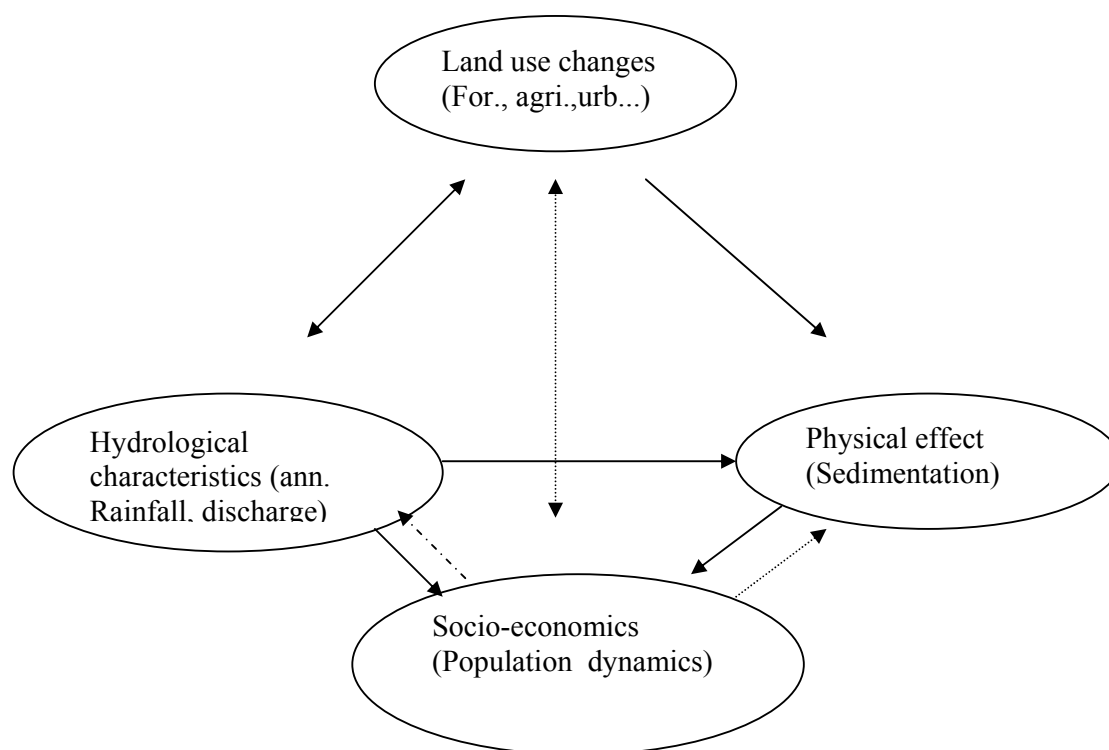 Land use changes
(For., agri.,urb...)
Hydrological
characteristics (ann.
Rainfall, discharge)
Physical effect
(Sedimentation)
Socio-economics
(Population dynamics)